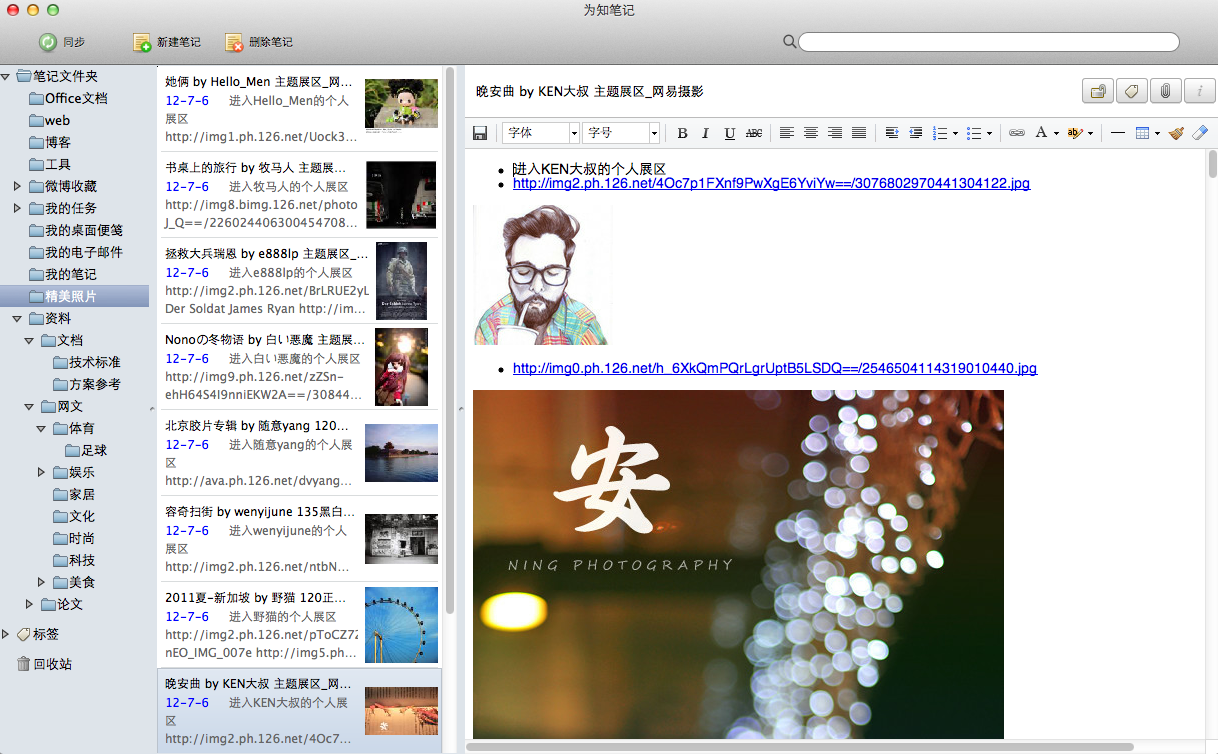 为知笔记
同步
新建笔记
删除笔记
笔记文件夹
Office文档
web
博客
工具
微博收藏
我的任务
我的桌面便笺
我的电子邮件
我的笔记
精美照片
资料
文档
技术标准
方案参考
网文
体育
足球
娱乐
家居
文化
时尚
科技
美食
论文
标签
回收站
她俩 by Hello_Men 主题展区_网...
12-7-6 进入Hello_Men的个人
展区
http://img1.ph.126.net/Uock3...
书桌上的旅行 by 牧马人 主题展...
12-7-6 进入牧马人的个人展区
http://img8.bimg.126.net/photo
J_Q==/226024406300454708...
拯救大兵瑞恩 by e888lp 主题展区_...
12-7-6 进入e888lp的个人展区
http://img2.ph.126.net/BrLRUE2yL
Der Soldat James Ryan http://im...
Nonoの冬物语 by 白い悪魔 主题展...
12-7-6 进入白い悪魔的个人展区
http://img9.ph.126.net/zZSn-
ehH64S4I9nniEKW2A==/30844...
北京胶片专辑 by 随意yang 120...
12-7-6 进入随意yang的个人展
区
http://ava.ph.126.net/dvyang...
容奇扫街 by wenyijune 135黑白...
12-7-6 进入wenyijune的个人
展区
http://img2.ph.126.net/ntbN...
2011夏-新加坡 by 野猫 120正...
12-7-6 进入野猫的个人展区
http://img2.ph.126.net/pToCZ72
nEO_IMG_007e http://img5.ph...
晚安曲 by KEN大叔 主题展区_网...
12-7-6 进入KEN大叔的个人展
区
http://img2.ph.126.net/4Oc7...
晚安曲 by KEN大叔 主题展区_网易摄影
字体
字号
B I U ABC
进入KEN大叔的个人展区
http://img2.ph.126.net/4Oc7p1FXnf9PwXgE6YviYw==/3076802970441304122.jpg
http://img0.ph.126.net/h_6XkQmPQrLgrUptB5LSDQ==/2546504114319010440.jpg
安
NING PHOTOGRAPHY